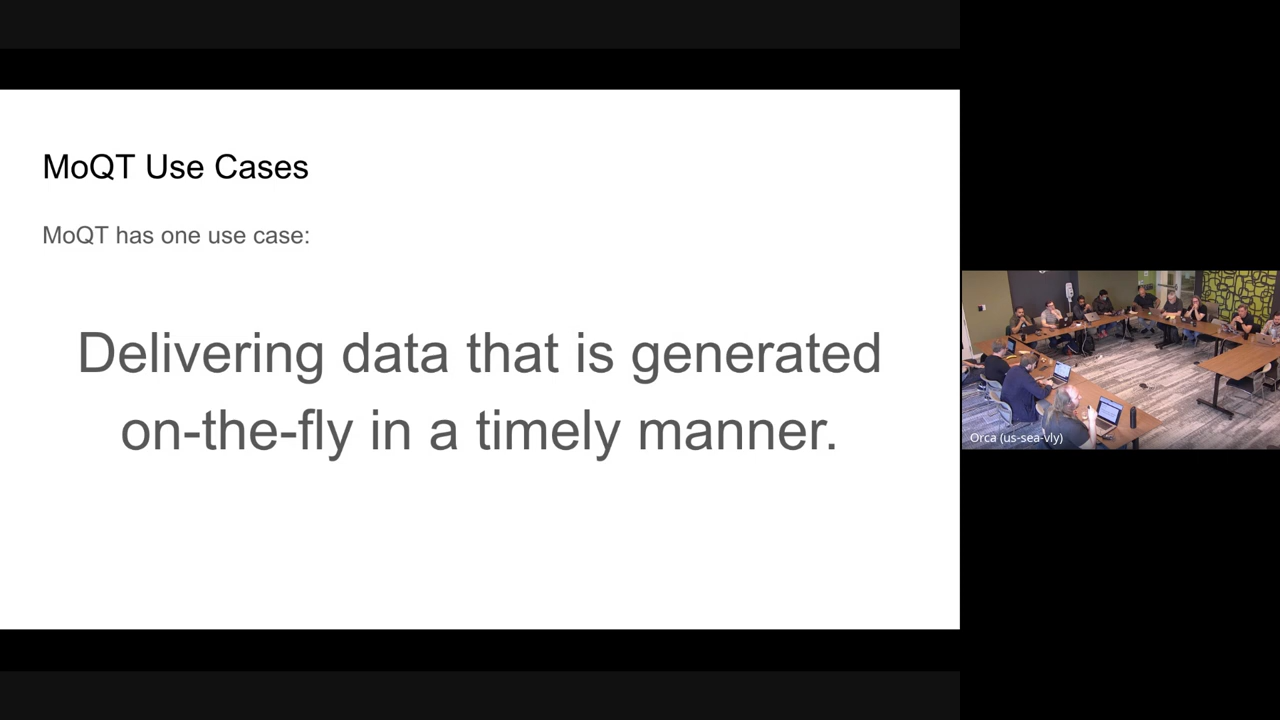 MoQT Use Cases
MoQT has one use case:
Delivering data that is generated
on-the-fly in a timely manner.
Orca (us-sea-vly)